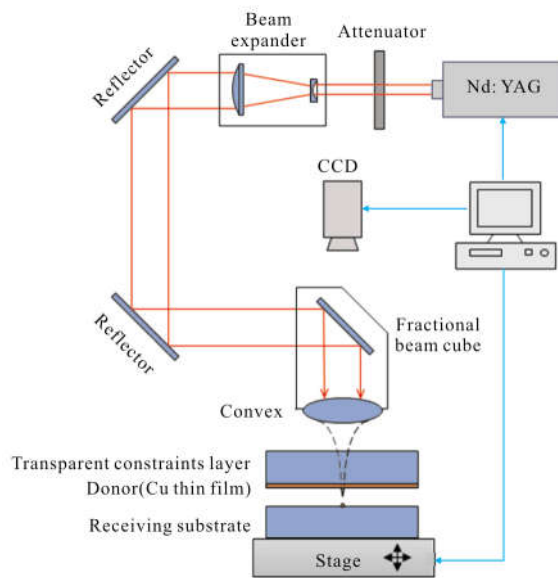 Beam
expander
Attenuator
Reflector
Nd: YAG
CCD
Reflector
Fractional
beam cube
Convex
Transparent constraints layer
Donor(Cu thin film)
Receiving substrate
Stage